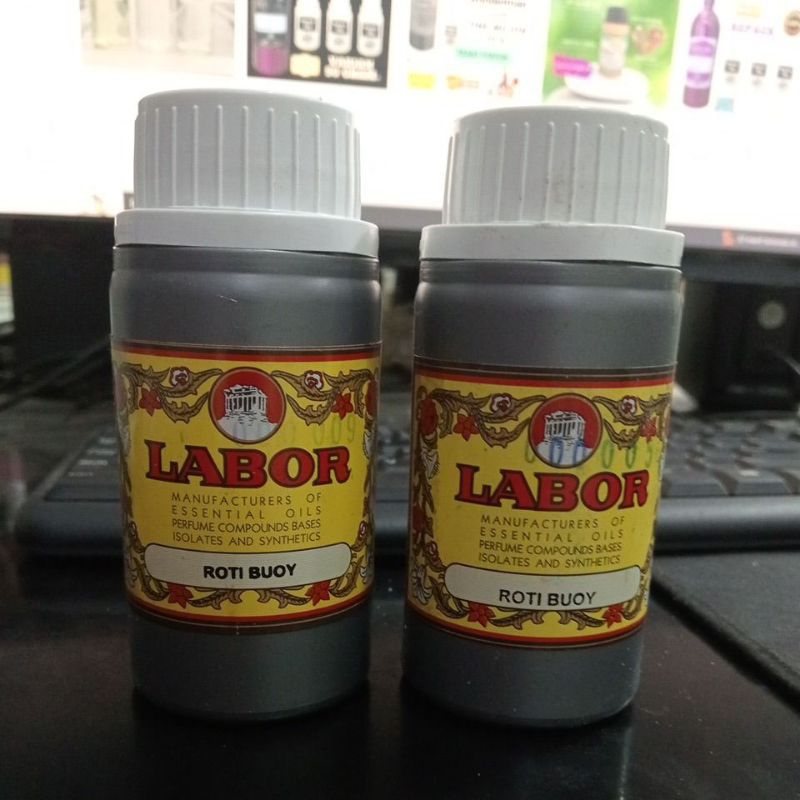 LABOR
MANUFACTURERS OF
ESSENTIAL OILS
PERFUME COMPOUNDS BASES
ISOLATES AND SYNTHETICS
ROTI BUOY
LABOR
MANUFACTURERS OF
ESSENTIAL OILS
PERFUME COMPOUNDS BASES
ISOLATES AND SYNTHETICS
ROTI BUOY